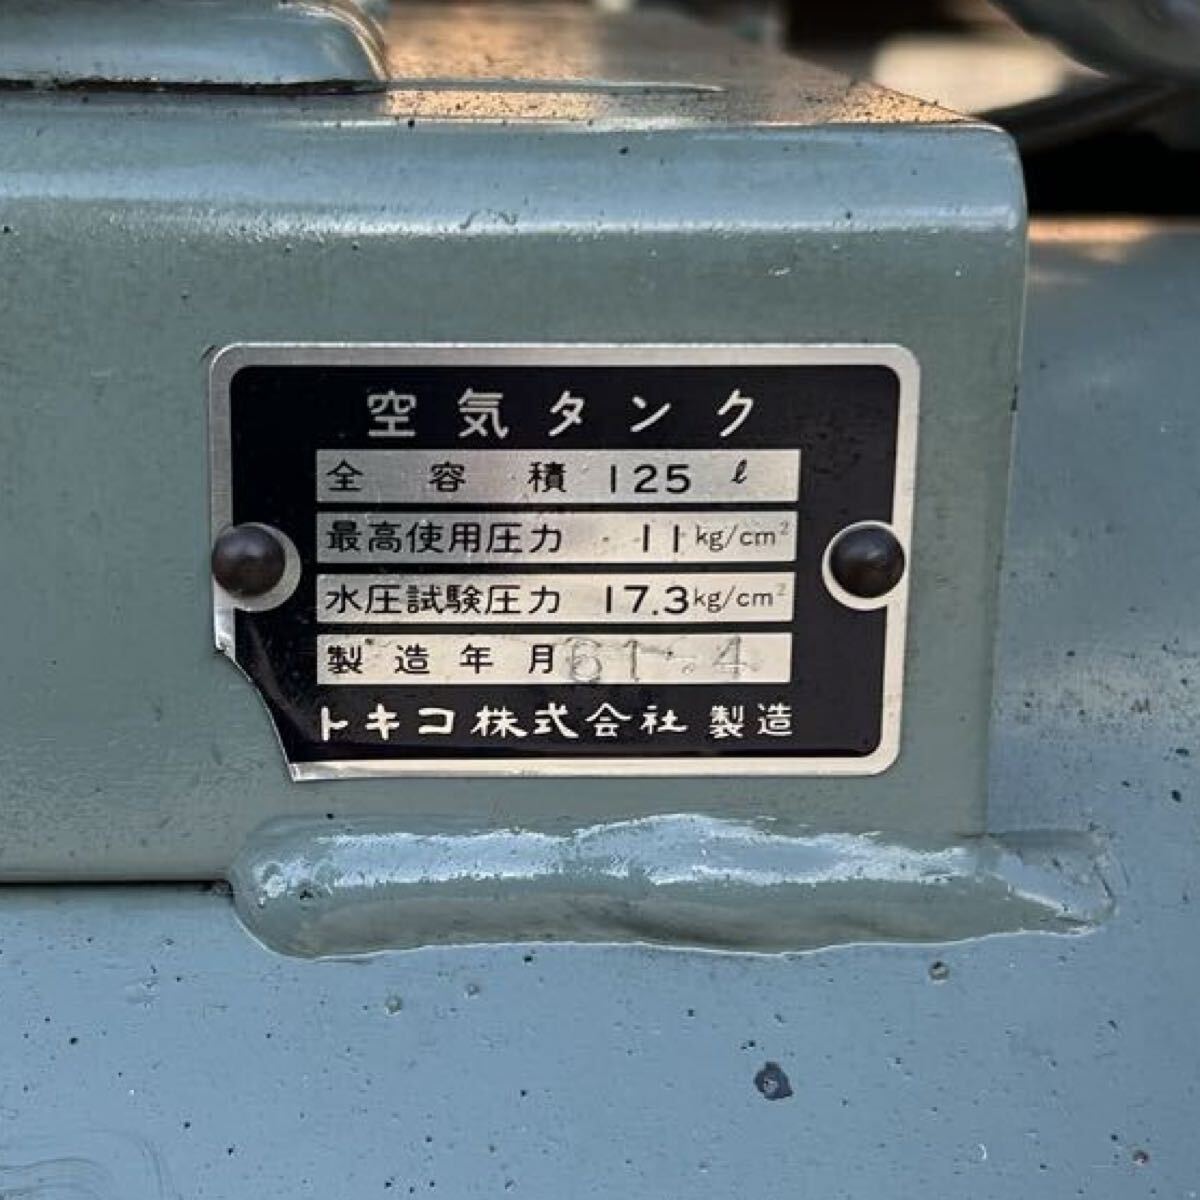 空気タンク
全容積 125 ℓ
最高使用圧力 11 kg/cm²
水圧試験圧力 17.3 kg/cm²
製造年月 61.4
トキコ株式会社 製造